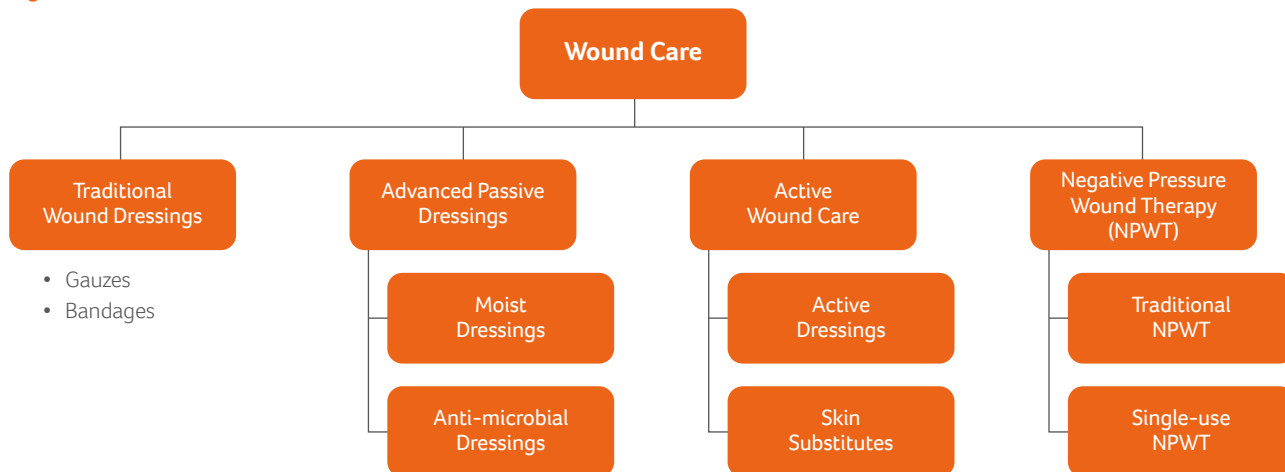 Wound Care
Traditional
Wound Dressings
Advanced Passive
Dressings
Active
Wound Care
Negative Pressure
Wound Therapy
(NPWT)
• Gauzes
• Bandages
Moist
Dressings
Active
Dressings
Traditional
NPWT
Anti-microbial
Dressings
Skin
Substitutes
Single-use
NPWT